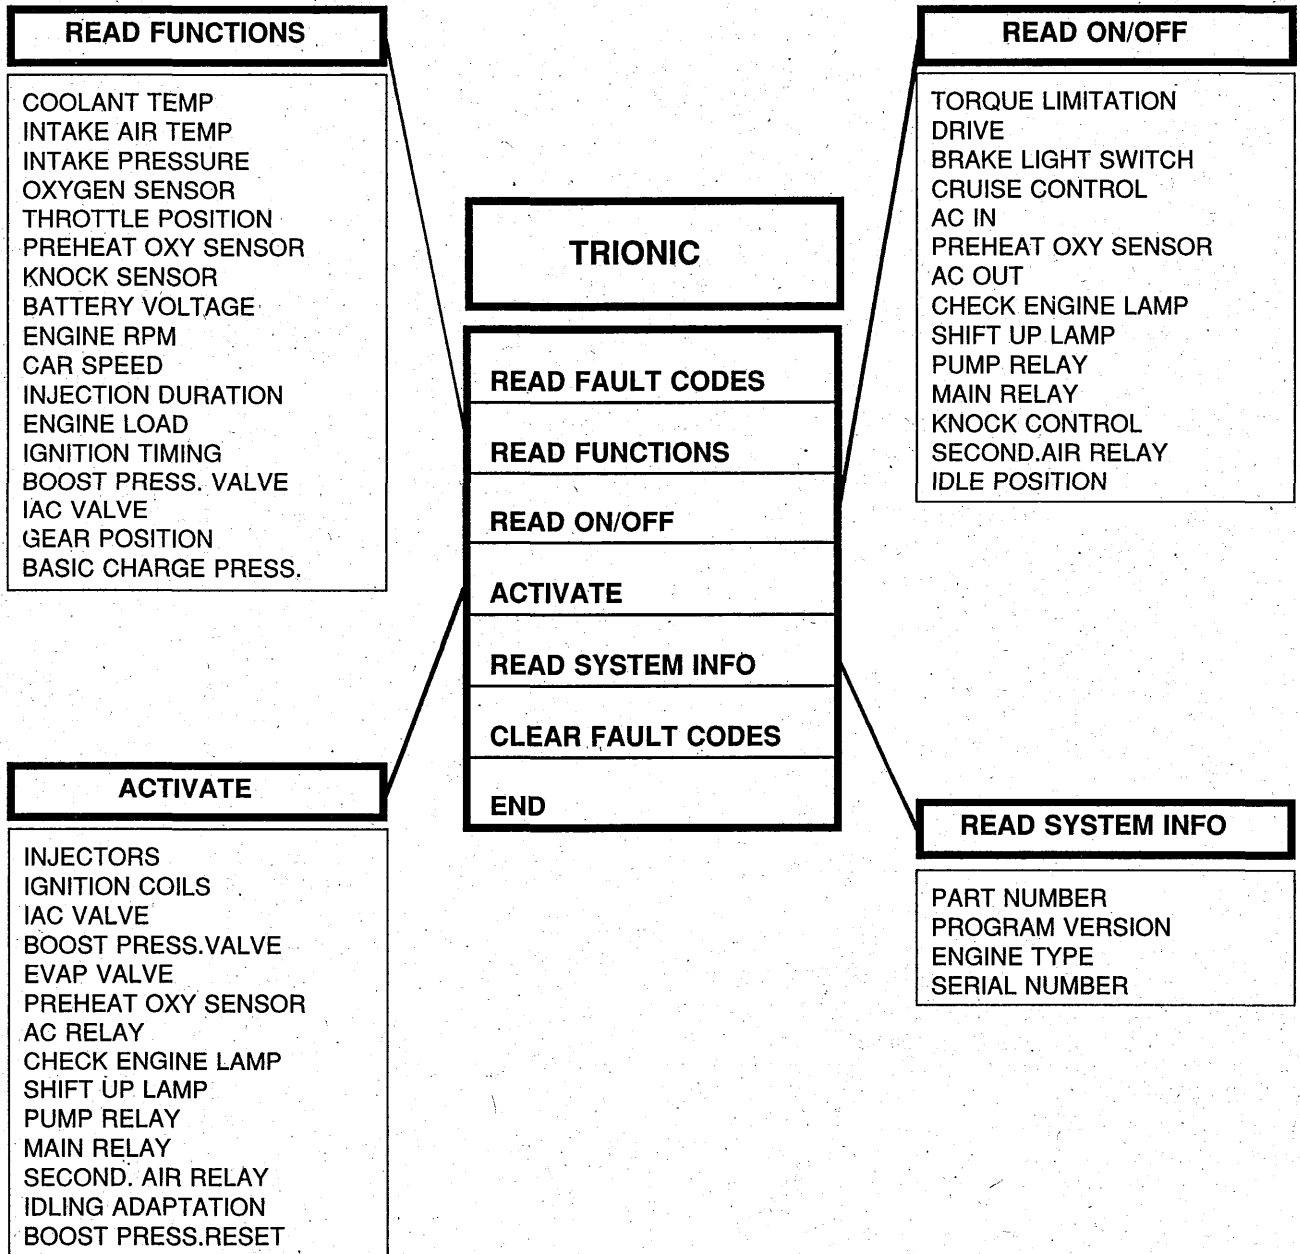 READ FUNCTIONS
COOLANT TEMP
INTAKE AIR TEMP
INTAKE PRESSURE
OXYGEN SENSOR
THROTTLE POSITION
PREHEAT OXY SENSOR
KNOCK SENSOR
BATTERY VOLTAGE
ENGINE RPM
CAR SPEED
INJECTION DURATION
ENGINE LOAD
IGNITION TIMING
BOOST PRESS. VALVE
IAC VALVE
GEAR POSITION
BASIC CHARGE PRESS.
ACTIVATE
INJECTORS
IGNITION COILS
IAC VALVE
BOOST PRESS.VALVE
EVAP VALVE
PREHEAT OXY SENSOR
AC RELAY
CHECK ENGINE LAMP
SHIFT UP LAMP
PUMP RELAY
MAIN RELAY
SECOND. AIR RELAY
IDLING ADAPTATION
BOOST PRESS.RESET
TRIONIC
READ FAULT CODES
READ FUNCTIONS
READ ON/OFF
ACTIVATE
READ SYSTEM INFO
CLEAR FAULT CODES
END
READ ON/OFF
TORQUE LIMITATION
DRIVE
BRAKE LIGHT SWITCH
CRUISE CONTROL
AC IN
PREHEAT OXY SENSOR
AC OUT
CHECK ENGINE LAMP
SHIFT UP LAMP
PUMP RELAY
MAIN RELAY
KNOCK CONTROL
SECOND.AIR RELAY
IDLE POSITION
READ SYSTEM INFO
PART NUMBER
PROGRAM VERSION
ENGINE TYPE
SERIAL NUMBER